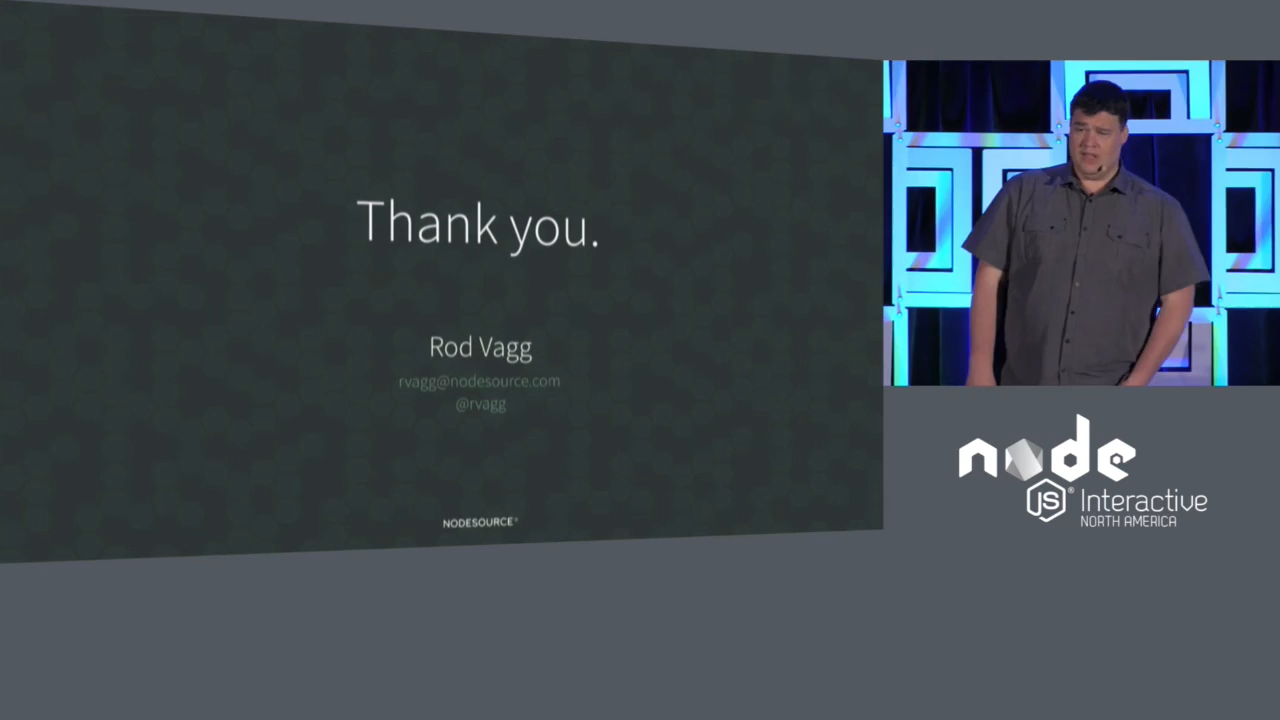 Thank you.
Rod Vagg
rvagg@nodesource.com
@rvagg
NODESOURCE®
node
JS® Interactive
NORTH AMERICA